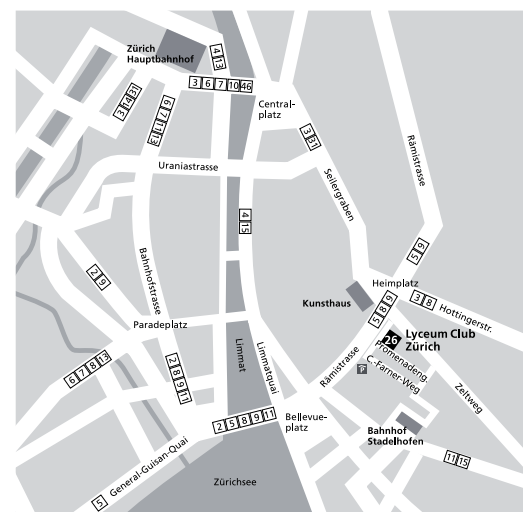 Zürich
Hauptbahnhof
4 13
3 6 7 10 46
3 14 31
6 7 11 13
Central-
platz
3 31
Rämistrasse
Uraniastrasse
Seilergraben
4 15
5 9
2 9
Bahnhofstrasse
Heimplatz
Kunsthaus
5 8 9
3 8
Hottingerstr.
Paradeplatz
26
Lyceum Club
Zürich
Limmat
Limmatquai
Rämistrasse
Promenadeng.
C.-Farner-Weg
P
6 7 8 13
2 8 9 11
Zeltweg
2 5 8 9 11
Bellevue-
platz
Bahnhof
Stadelhofen
11 15
General-Guisan-Quai
5
Zürichsee